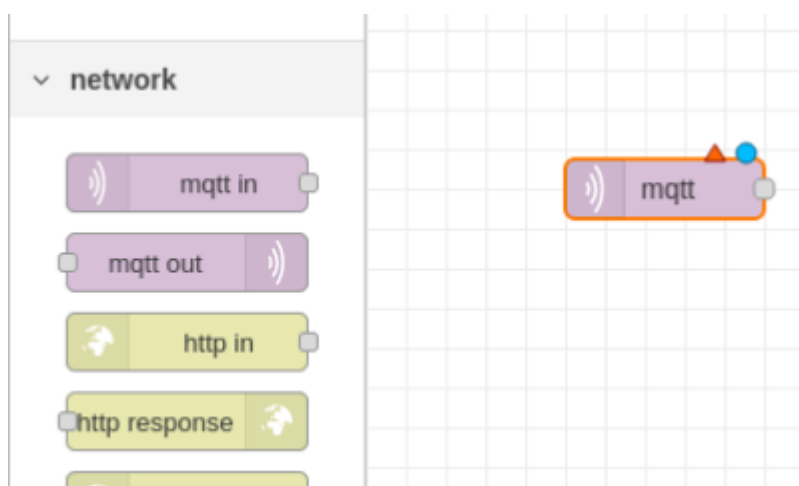 network
mqtt in
mqtt
mqtt out
http in
http response